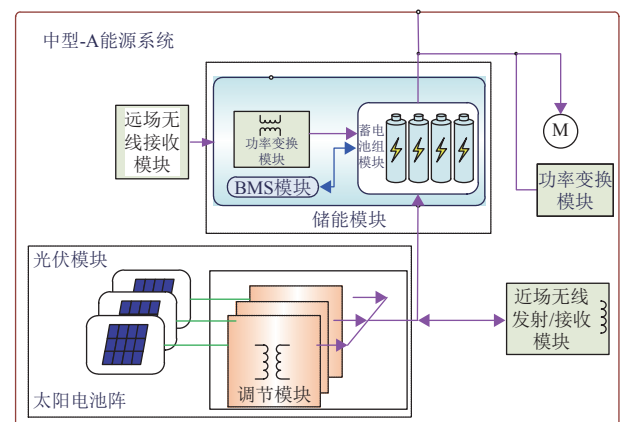 中型-A能源系统
远场无
线接收
模块
功率变换
模块
蓄电
池组
模块
BMS模块
储能模块
M
功率变换
模块
光伏模块
太阳电池阵
调节模块
近场无线
发射/接收
模块